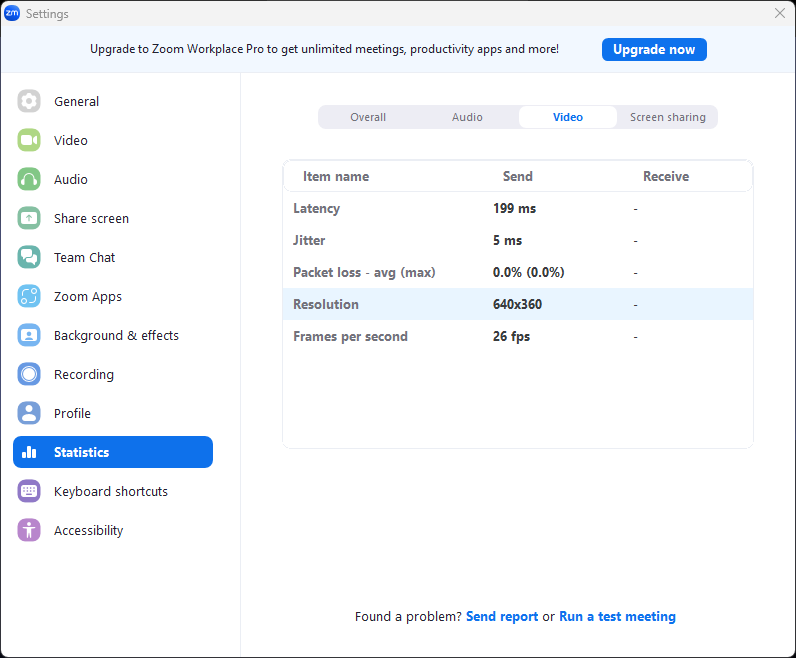 zm Settings
Upgrade to Zoom Workplace Pro to get unlimited meetings, productivity apps and more! Upgrade now
General
Video
Audio
Share screen
Team Chat
Zoom Apps
Background & effects
Recording
Profile
Statistics
Keyboard shortcuts
Accessibility
Overall Audio Video Screen sharing
Item name Send Receive
Latency 199 ms -
Jitter 5 ms -
Packet loss - avg (max) 0.0% (0.0%) -
Resolution 640x360 -
Frames per second 26 fps -
Found a problem? Send report or Run a test meeting